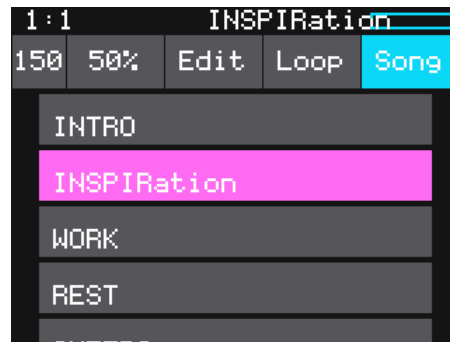 1:1 INSPIRation
150 50% Edit Loop Song
INTRO
INSPIRation
WORK
REST